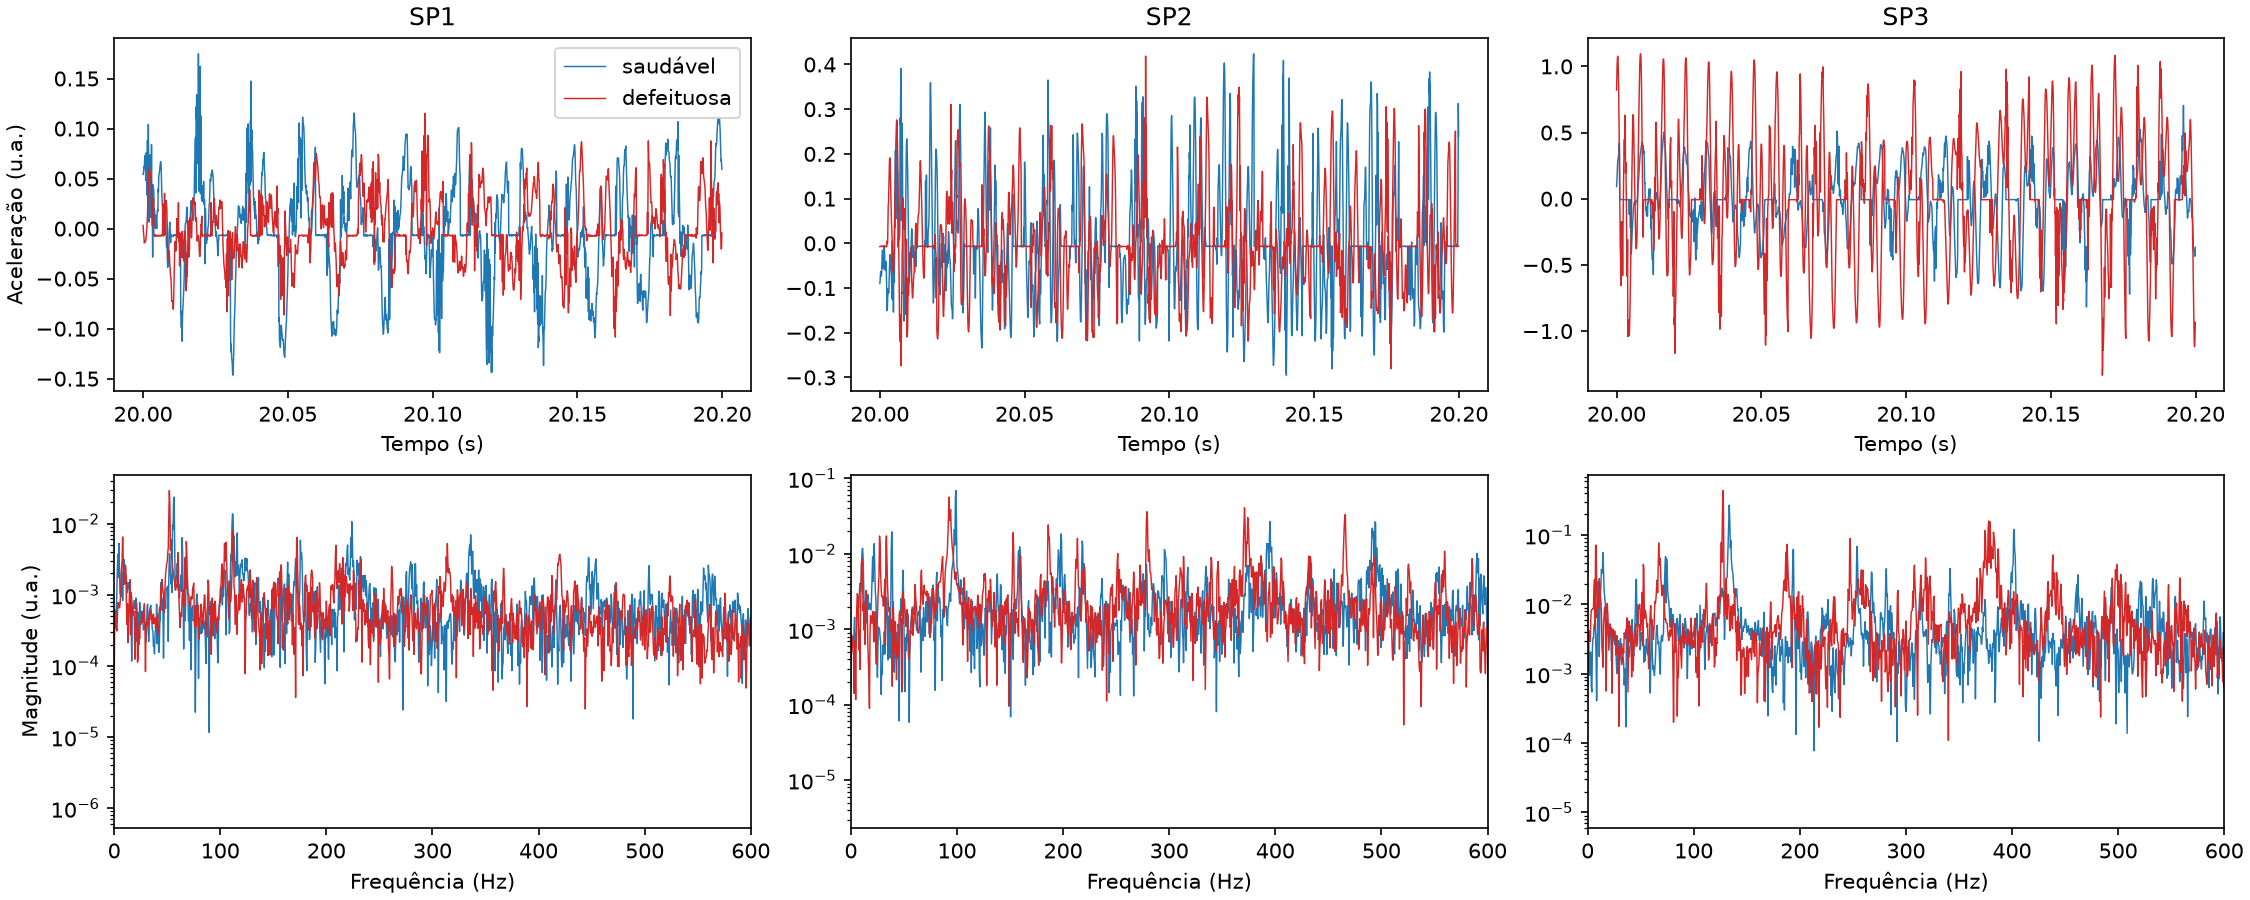 SP1
SP2
SP3
Aceleração (u.a.)
0.15
0.10
0.05
0.00
−0.05
−0.10
−0.15
saudável
defeituosa
20.00 20.05 20.10 20.15 20.20
Tempo (s)
0.4
0.3
0.2
0.1
0.0
−0.1
−0.2
−0.3
20.00 20.05 20.10 20.15 20.20
Tempo (s)
1.0
0.5
0.0
−0.5
−1.0
20.00 20.05 20.10 20.15 20.20
Tempo (s)
Magnitude (u.a.)
10⁻²
10⁻³
10⁻⁴
10⁻⁵
10⁻⁶
0 100 200 300 400 500 600
Frequência (Hz)
10⁻¹
10⁻²
10⁻³
10⁻⁴
10⁻⁵
0 100 200 300 400 500 600
Frequência (Hz)
10⁻¹
10⁻²
10⁻³
10⁻⁴
10⁻⁵
0 100 200 300 400 500 600
Frequência (Hz)